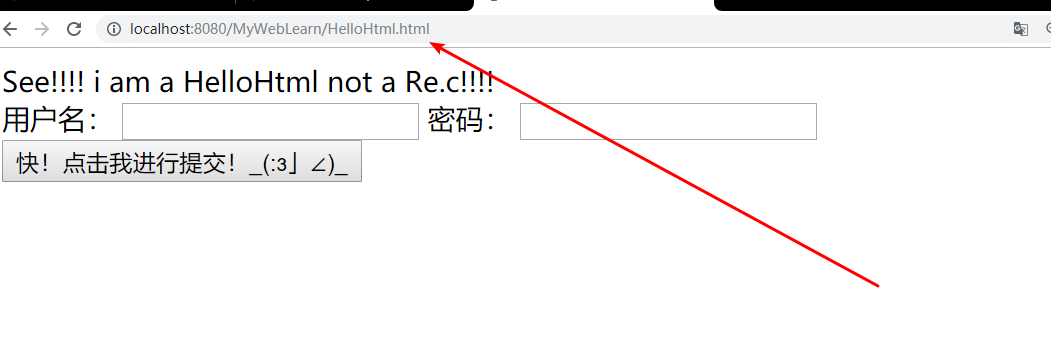 localhost:8080/MyWebLearn/HelloHtml.html
See!!!! i am a HelloHtml not a Re.c!!!!
用户名： 密码：
快！点击我进行提交！_(:з」∠)_